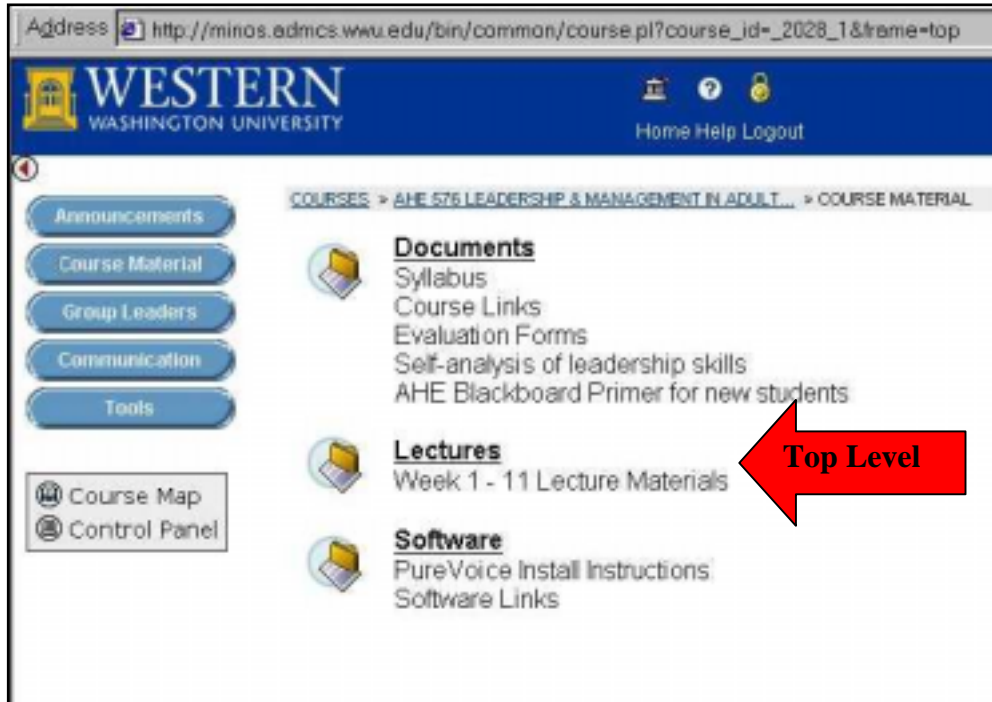 Address http://minos.admcs.wwu.edu/bin/common/course.pl?course_id=_2028_1&frame=top
WESTERN
WASHINGTON UNIVERSITY
Home Help Logout
COURSES > AHE 576 LEADERSHIP & MANAGEMENT IN ADULT... > COURSE MATERIAL
Announcements
Course Material
Group Leaders
Communication
Tools
Course Map
Control Panel
Documents
Syllabus
Course Links
Evaluation Forms
Self-analysis of leadership skills
AHE Blackboard Primer for new students
Lectures
Week 1 - 11 Lecture Materials
Top Level
Software
PureVoice Install Instructions
Software Links